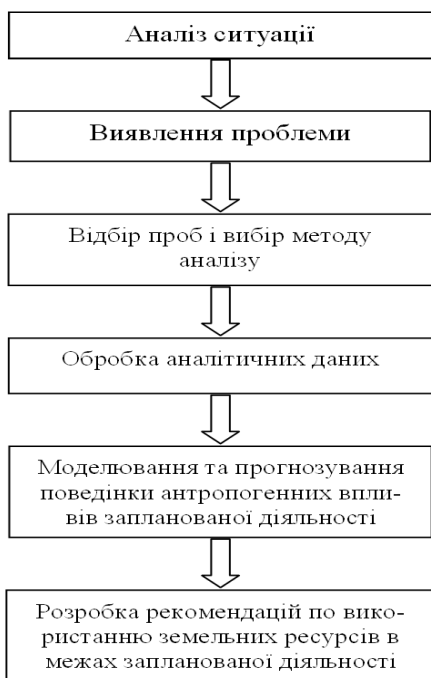 Аналіз ситуації
Виявлення проблеми
Відбір проб і вибір методу
аналізу
Обробка аналітичних даних
Моделювання та прогнозування
поведінки антропогенних впли-
вів запланованої діяльності
Розробка рекомендацій по вико-
ристанню земельних ресурсів в
межах запланованої діяльності